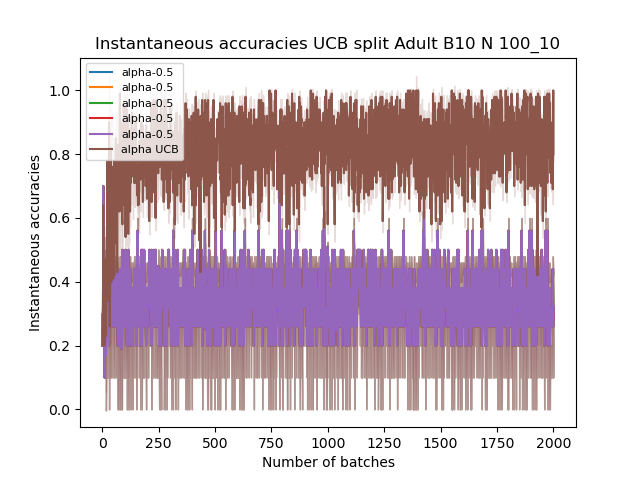 Instantaneous accuracies UCB split Adult B10 N 100_10
alpha-0.5
alpha-0.5
alpha-0.5
alpha-0.5
alpha-0.5
alpha UCB
1.0
0.8
0.6
0.4
0.2
0.0
Instantaneous accuracies
0 250 500 750 1000 1250 1500 1750 2000
Number of batches